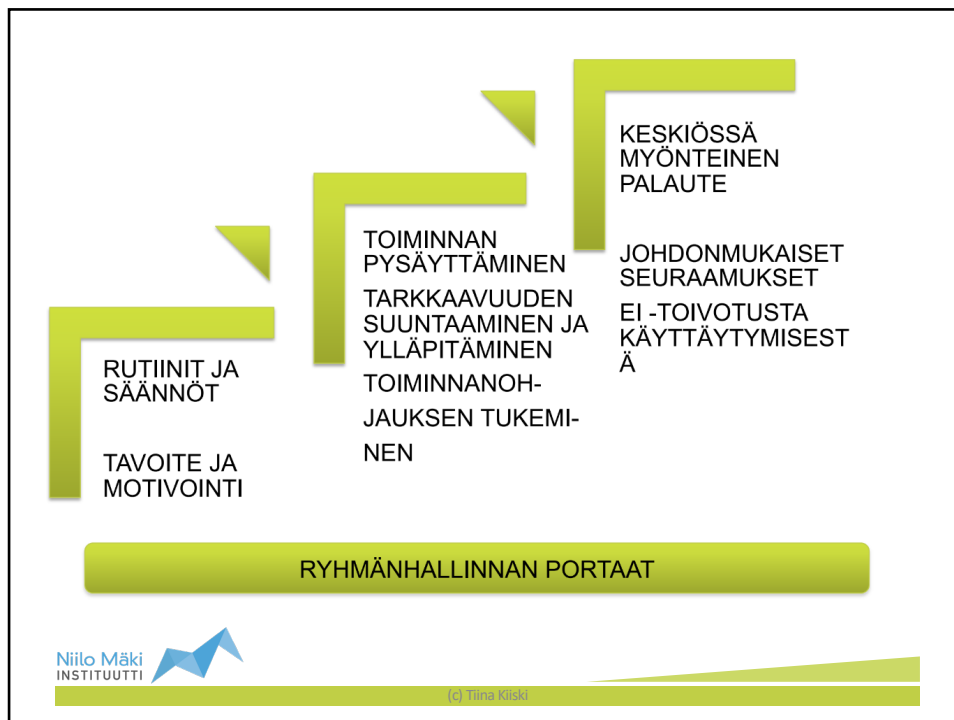 RUTIINIT JA
SÄÄNNÖT
TAVOITE JA
MOTIVOINTI
TOIMINNAN
PYSÄYTTÄMINEN
TARKKAAVUUDEN
SUUNTAAMINEN JA
YLLÄPITÄMINEN
TOIMINNANOH-
JAUKSEN TUKEMI-
NEN
KESKIÖSSÄ
MYÖNTEINEN
PALAUTE
JOHDONMUKAISET
SEURAAMUKSET
EI -TOIVOTUSTA
KÄYTTÄYTYMISEST
Ä
RYHMÄNHALLINNAN PORTAAT
Niilo Mäki
INSTITUUTTI
(c) Tiina Kiiski